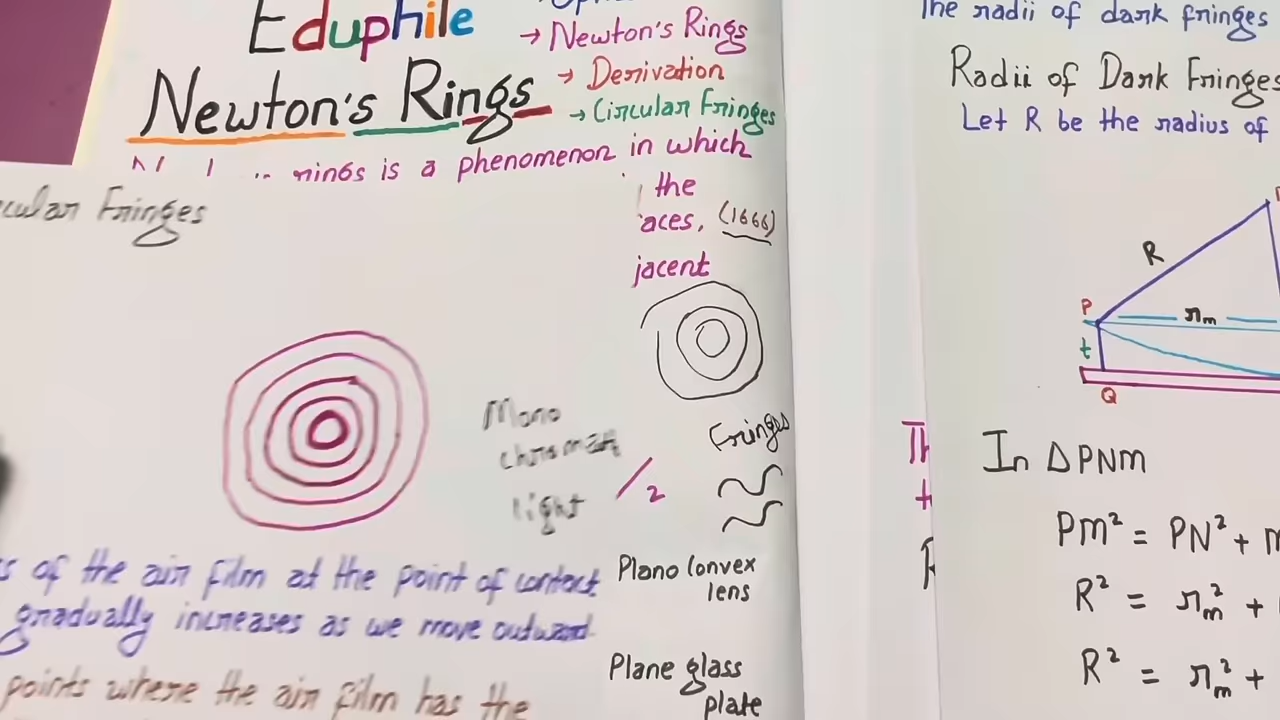 Eduphile
→ Newton's Rings
Newton's Rings
→ Derivation
→ Circular Fringes
rings is a phenomenon in which
the
(1666)
Fringes
Mono
light
/2
Fringes
s of the air film at the point of contact
gradually increases as we move outward
points where the air film has the
Plano Convex
lens
Plane glass
plate
The radii of dark fringes
Radii of Dark Fringes
Let R be the radius of
R
P
rm
t
Q
In ΔPNM
PM² = PN² +
R² = rm² +
R² = rm² +